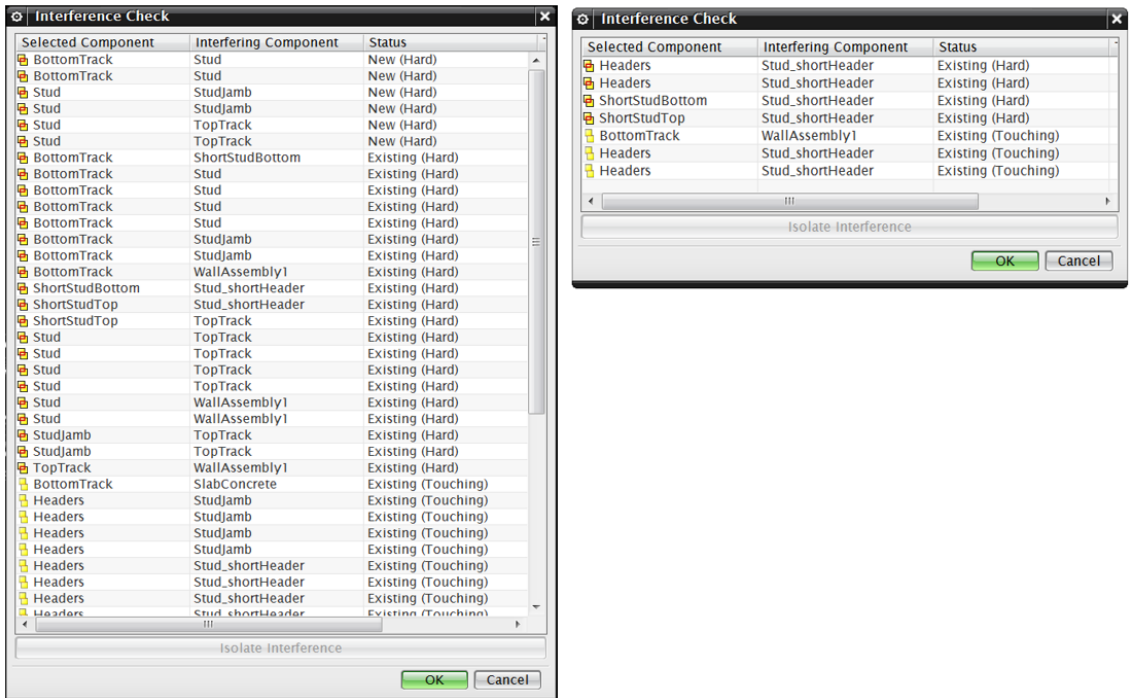 Interference Check
Selected Component Interfering Component Status
BottomTrack Stud New (Hard)
BottomTrack Stud New (Hard)
Stud StudJamb New (Hard)
Stud StudJamb New (Hard)
Stud TopTrack New (Hard)
Stud TopTrack New (Hard)
BottomTrack ShortStudBottom Existing (Hard)
BottomTrack Stud Existing (Hard)
BottomTrack Stud Existing (Hard)
BottomTrack Stud Existing (Hard)
BottomTrack Stud Existing (Hard)
BottomTrack StudJamb Existing (Hard)
BottomTrack StudJamb Existing (Hard)
BottomTrack WallAssembly1 Existing (Hard)
ShortStudBottom Stud_shortHeader Existing (Hard)
ShortStudTop Stud_shortHeader Existing (Hard)
ShortStudTop TopTrack Existing (Hard)
Stud TopTrack Existing (Hard)
Stud TopTrack Existing (Hard)
Stud TopTrack Existing (Hard)
Stud TopTrack Existing (Hard)
Stud WallAssembly1 Existing (Hard)
Stud WallAssembly1 Existing (Hard)
StudJamb TopTrack Existing (Hard)
StudJamb TopTrack Existing (Hard)
TopTrack WallAssembly1 Existing (Hard)
BottomTrack SlabConcrete Existing (Touching)
Headers StudJamb Existing (Touching)
Headers StudJamb Existing (Touching)
Headers StudJamb Existing (Touching)
Headers StudJamb Existing (Touching)
Headers Stud_shortHeader Existing (Touching)
Headers Stud_shortHeader Existing (Touching)
Headers Stud_shortHeader Existing (Touching)
Headers Stud_shortHeader Existing (Touching)
Isolate Interference
OK Cancel
Interference Check
Selected Component Interfering Component Status
Headers Stud_shortHeader Existing (Hard)
Headers Stud_shortHeader Existing (Hard)
ShortStudBottom Stud_shortHeader Existing (Hard)
ShortStudTop Stud_shortHeader Existing (Hard)
BottomTrack WallAssembly1 Existing (Touching)
Headers Stud_shortHeader Existing (Touching)
Headers Stud_shortHeader Existing (Touching)
Isolate Interference
OK Cancel